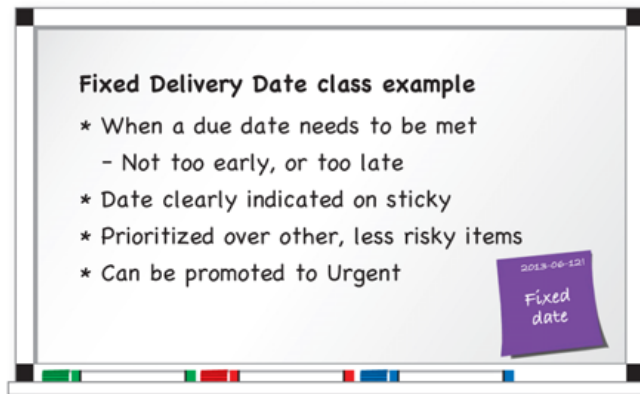 Fixed Delivery Date class example
* When a due date needs to be met
- Not too early, or too late
* Date clearly indicated on sticky
* Prioritized over other, less risky items
* Can be promoted to Urgent
2013-06-12!
Fixed
date